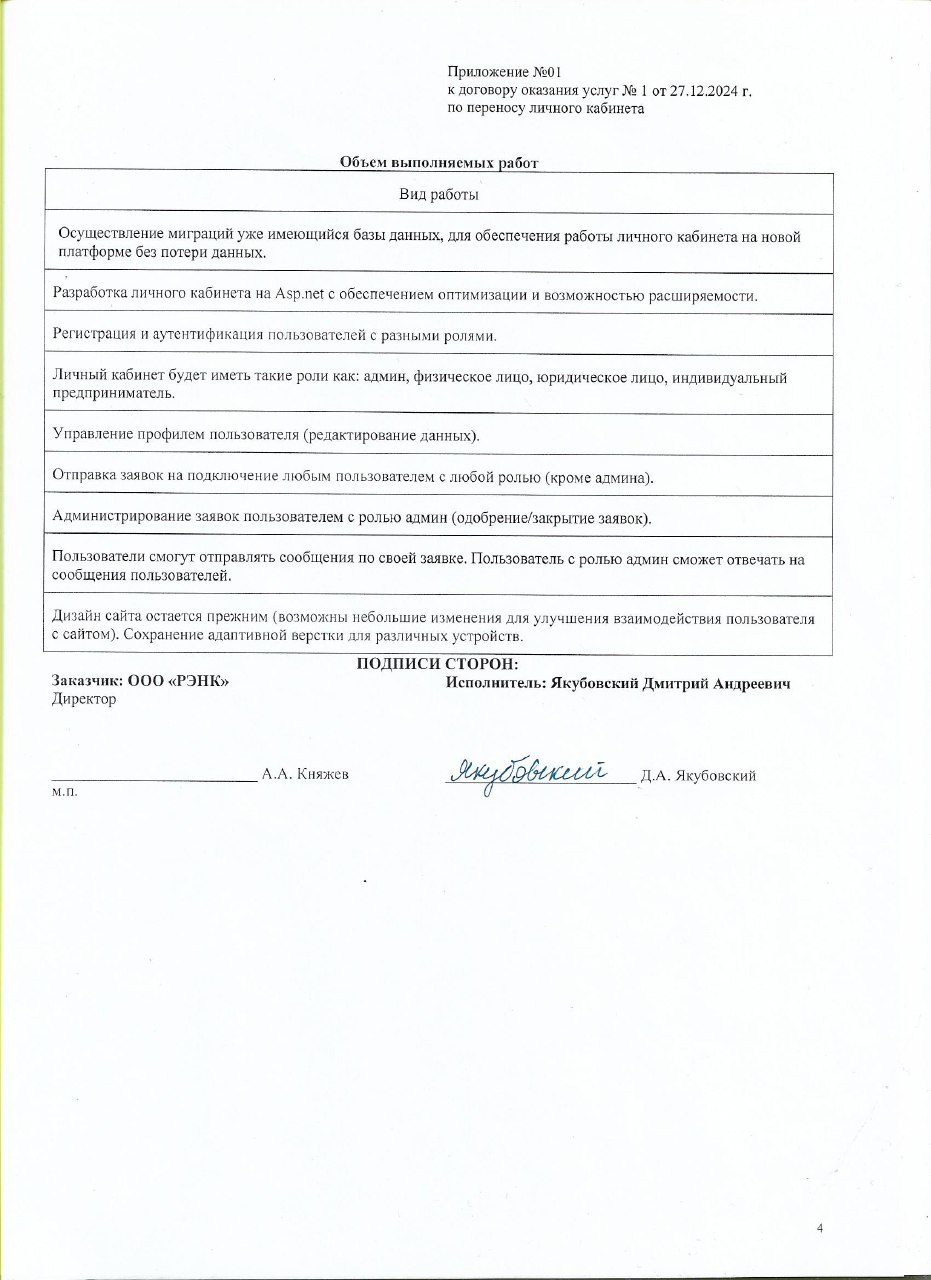 Приложение №01
к договору оказания услуг № 1 от 27.12.2024 г.
по переносу личного кабинета
Объем выполняемых работ
Вид работы
Осуществление миграций уже имеющийся базы данных, для обеспечения работы личного кабинета на новой
платформе без потери данных.
Разработка личного кабинета на Asp.net с обеспечением оптимизации и возможностью расширяемости.
Регистрация и аутентификация пользователей с разными ролями.
Личный кабинет будет иметь такие роли как: админ, физическое лицо, юридическое лицо, индивидуальный
предприниматель.
Управление профилем пользователя (редактирование данных).
Отправка заявок на подключение любым пользователем с любой ролью (кроме админа).
Администрирование заявок пользователем с ролью админ (одобрение/закрытие заявок).
Пользователи смогут отправлять сообщения по своей заявке. Пользователь с ролью админ сможет отвечать на
сообщения пользователей.
Дизайн сайта остается прежним (возможны небольшие изменения для улучшения взаимодействия пользователя
с сайтом). Сохранение адаптивной верстки для различных устройств.
ПОДПИСИ СТОРОН:
Заказчик: ООО «РЭНК» Исполнитель: Якубовский Дмитрий Андреевич
Директор
А.А. Княжев Якубовский Д.А. Якубовский
м.п.
4